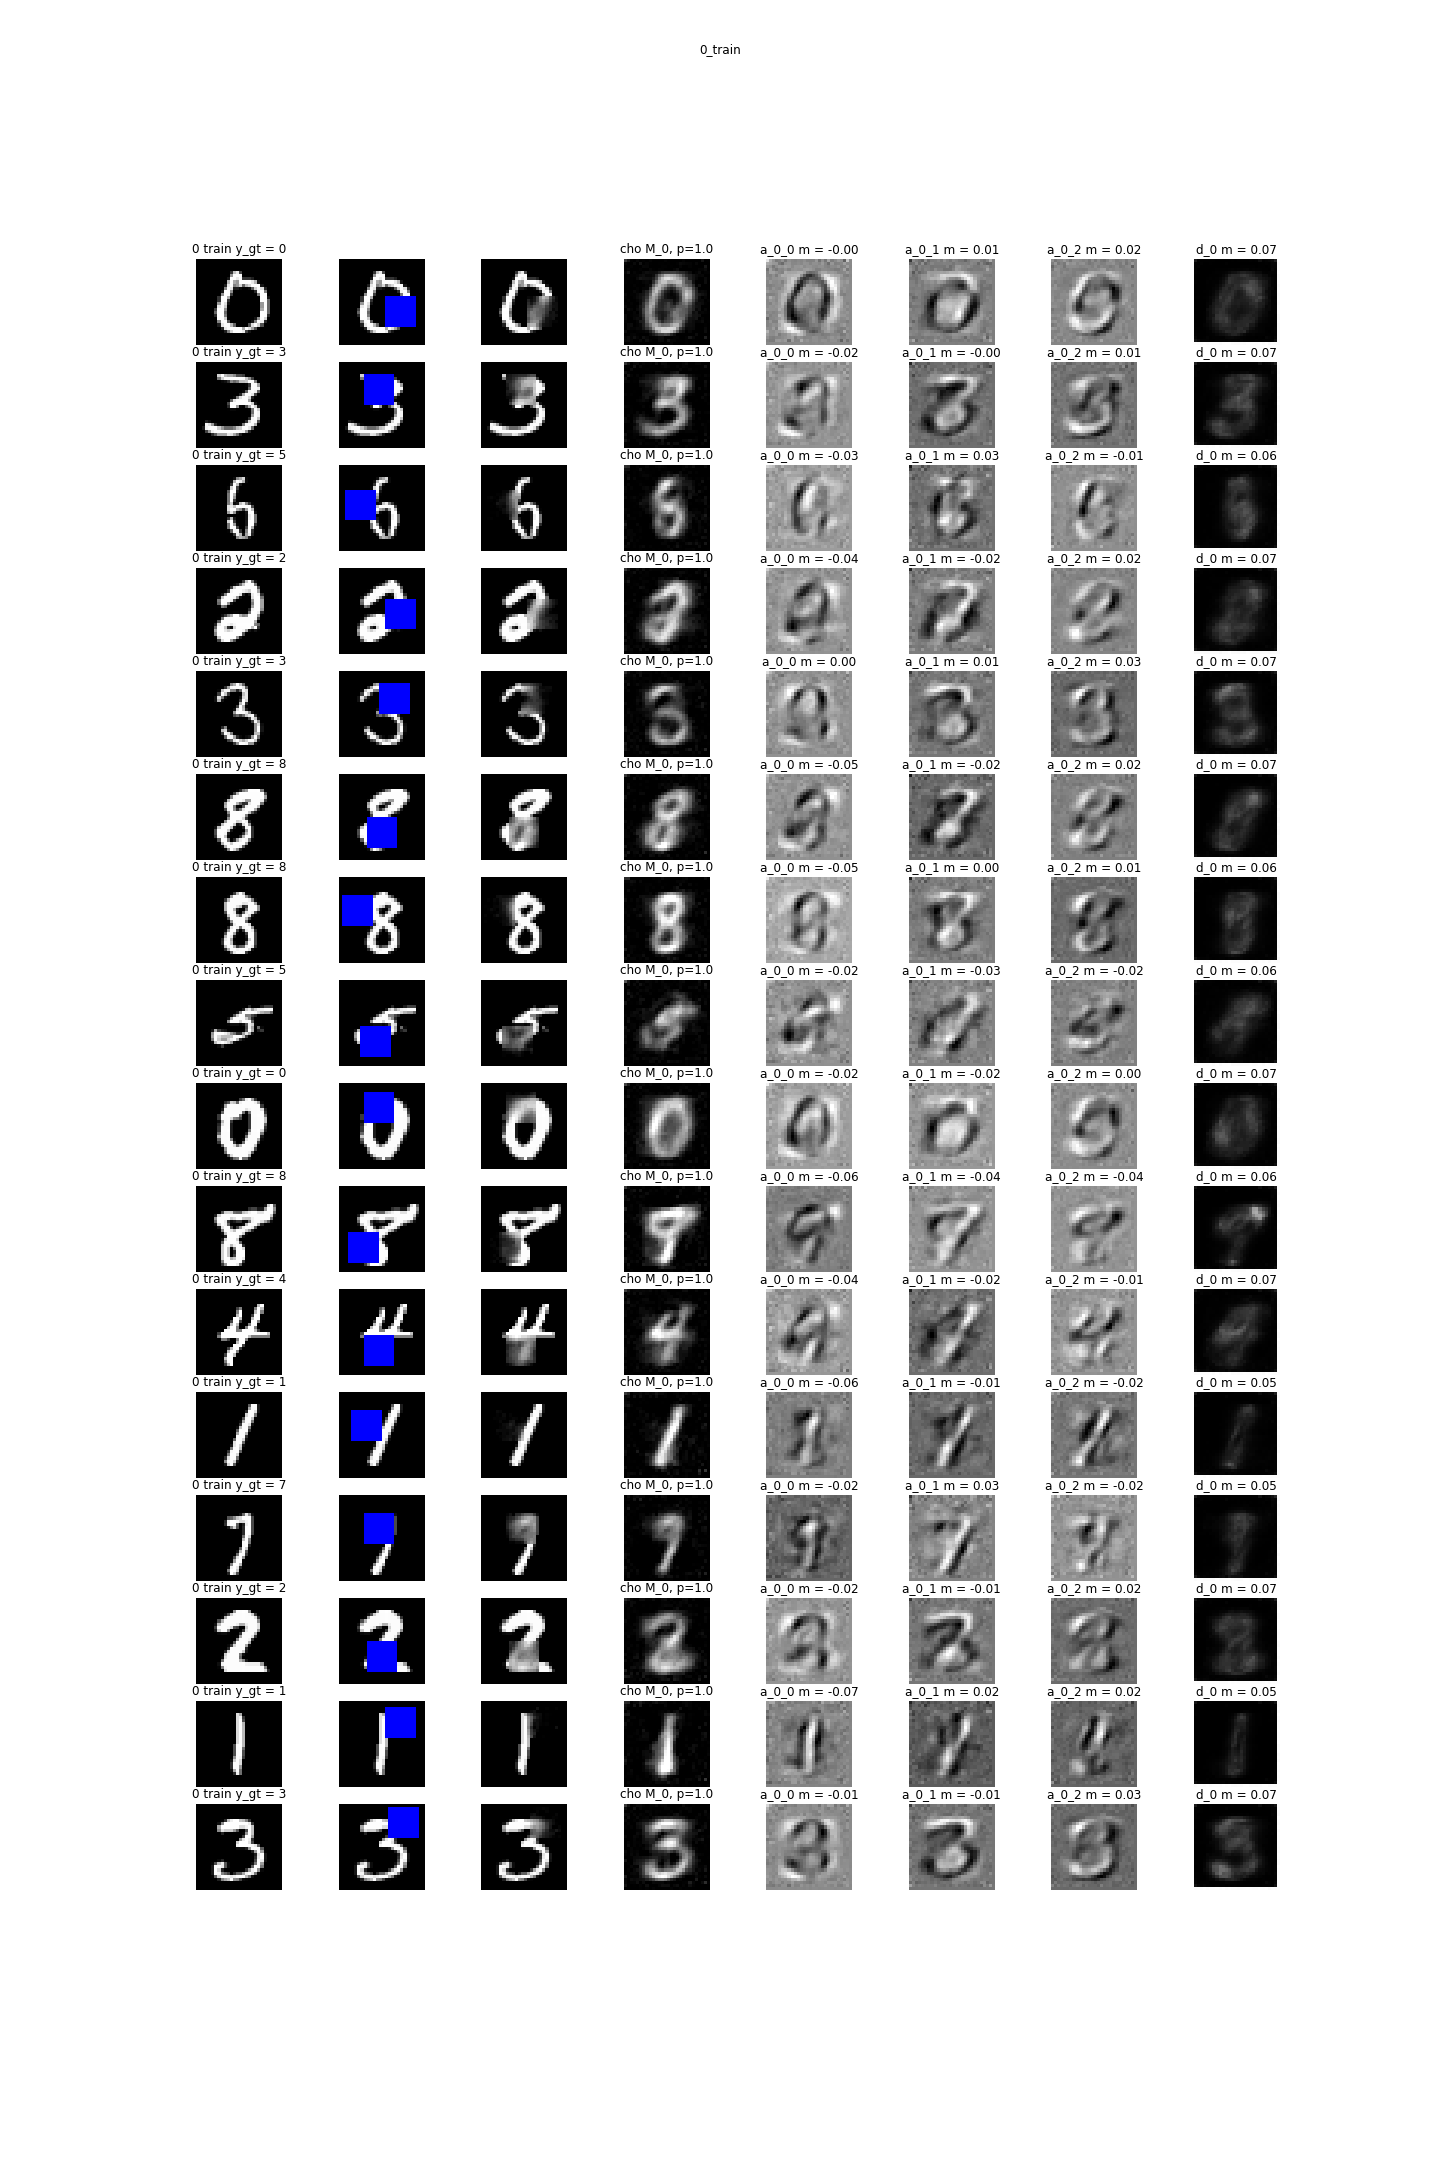 0_train
0 train y_gt = 0 cho M_0, p=1.0 a_0_0 m = -0.00 a_0_1 m = 0.01 a_0_2 m = 0.02 d_0 m = 0.07
0 train y_gt = 3 cho M_0, p=1.0 a_0_0 m = -0.02 a_0_1 m = -0.00 a_0_2 m = 0.01 d_0 m = 0.07
0 train y_gt = 5 cho M_0, p=1.0 a_0_0 m = -0.03 a_0_1 m = 0.03 a_0_2 m = -0.01 d_0 m = 0.06
0 train y_gt = 2 cho M_0, p=1.0 a_0_0 m = -0.04 a_0_1 m = -0.02 a_0_2 m = 0.02 d_0 m = 0.07
0 train y_gt = 3 cho M_0, p=1.0 a_0_0 m = 0.00 a_0_1 m = 0.01 a_0_2 m = 0.03 d_0 m = 0.07
0 train y_gt = 8 cho M_0, p=1.0 a_0_0 m = -0.05 a_0_1 m = -0.02 a_0_2 m = 0.02 d_0 m = 0.07
0 train y_gt = 8 cho M_0, p=1.0 a_0_0 m = -0.05 a_0_1 m = 0.00 a_0_2 m = 0.01 d_0 m = 0.06
0 train y_gt = 5 cho M_0, p=1.0 a_0_0 m = -0.02 a_0_1 m = -0.03 a_0_2 m = -0.02 d_0 m = 0.06
0 train y_gt = 0 cho M_0, p=1.0 a_0_0 m = -0.02 a_0_1 m = -0.02 a_0_2 m = 0.00 d_0 m = 0.07
0 train y_gt = 8 cho M_0, p=1.0 a_0_0 m = -0.06 a_0_1 m = -0.04 a_0_2 m = -0.04 d_0 m = 0.06
0 train y_gt = 4 cho M_0, p=1.0 a_0_0 m = -0.04 a_0_1 m = -0.02 a_0_2 m = -0.01 d_0 m = 0.07
0 train y_gt = 1 cho M_0, p=1.0 a_0_0 m = -0.06 a_0_1 m = -0.01 a_0_2 m = -0.02 d_0 m = 0.05
0 train y_gt = 7 cho M_0, p=1.0 a_0_0 m = -0.02 a_0_1 m = 0.03 a_0_2 m = -0.02 d_0 m = 0.05
0 train y_gt = 2 cho M_0, p=1.0 a_0_0 m = -0.02 a_0_1 m = -0.01 a_0_2 m = 0.02 d_0 m = 0.07
0 train y_gt = 1 cho M_0, p=1.0 a_0_0 m = -0.07 a_0_1 m = 0.02 a_0_2 m = 0.02 d_0 m = 0.05
0 train y_gt = 3 cho M_0, p=1.0 a_0_0 m = -0.01 a_0_1 m = -0.01 a_0_2 m = 0.03 d_0 m = 0.07